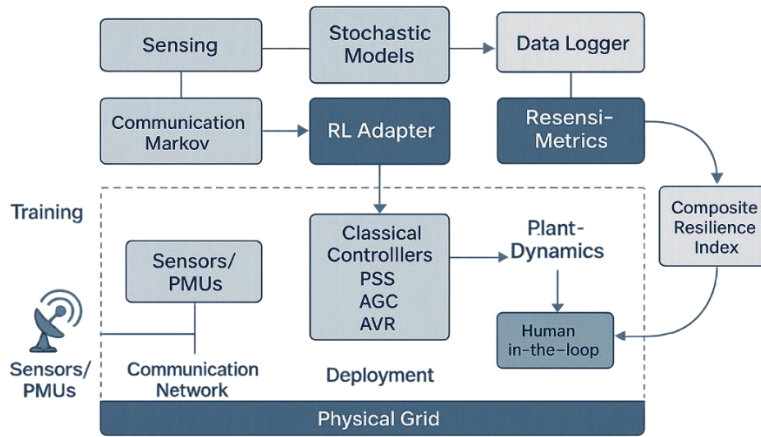 Sensing
Stochastic
Models
Data Logger
Communication
Markov
RL Adapter
Resensi-
Metrics
Training
Classical
Controlllers
PSS
AGC
AVR
Plant-
Dynamics
Composite
Resilience
Index
Sensors/
PMUs
Human
in-the-loop
Sensors/
PMUs
Communication
Network
Deployment
Physical Grid